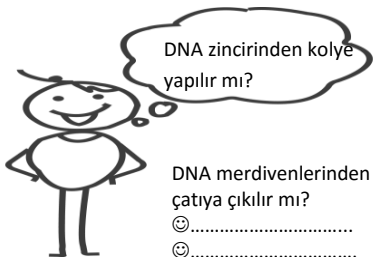 DNA zincirinden kolye
yapılır mı?
DNA merdivenlerinden
çatıya çıkılır mı?
☺…………………………...
☺…………………………….